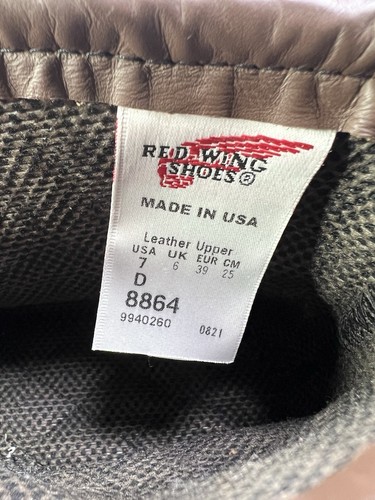 RED WING
SHOES®
MADE IN USA
Leather Upper
USA UK EUR CM
7 6 39 25
D
8864
9940260 0821